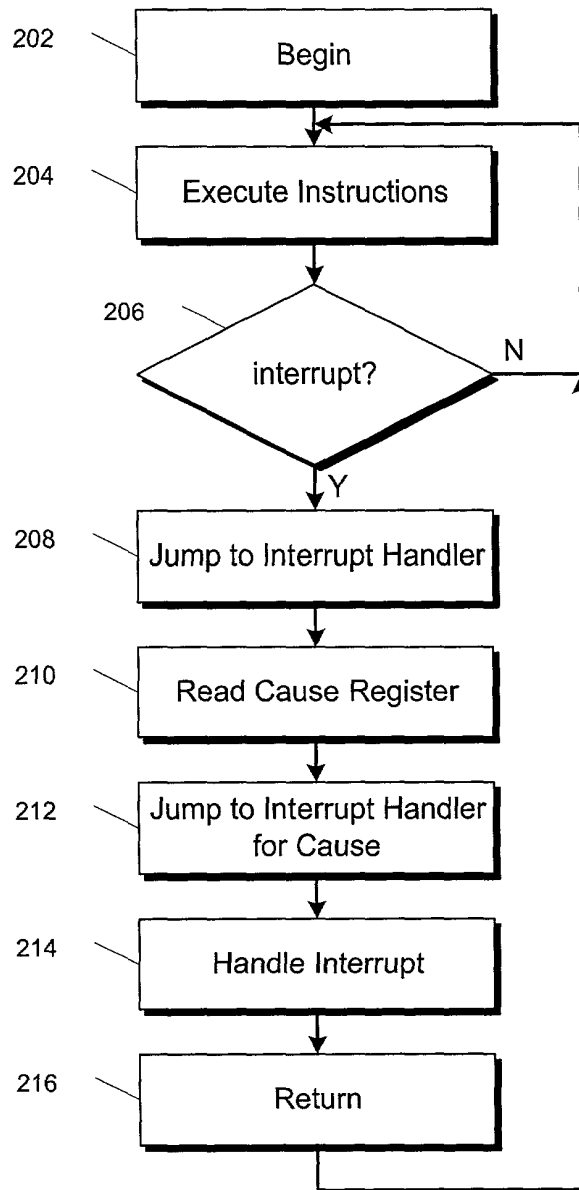 202
Begin
204
Execute Instructions
206
interrupt?
N
Y
208
Jump to Interrupt Handler
210
Read Cause Register
212
Jump to Interrupt Handler
for Cause
214
Handle Interrupt
216
Return